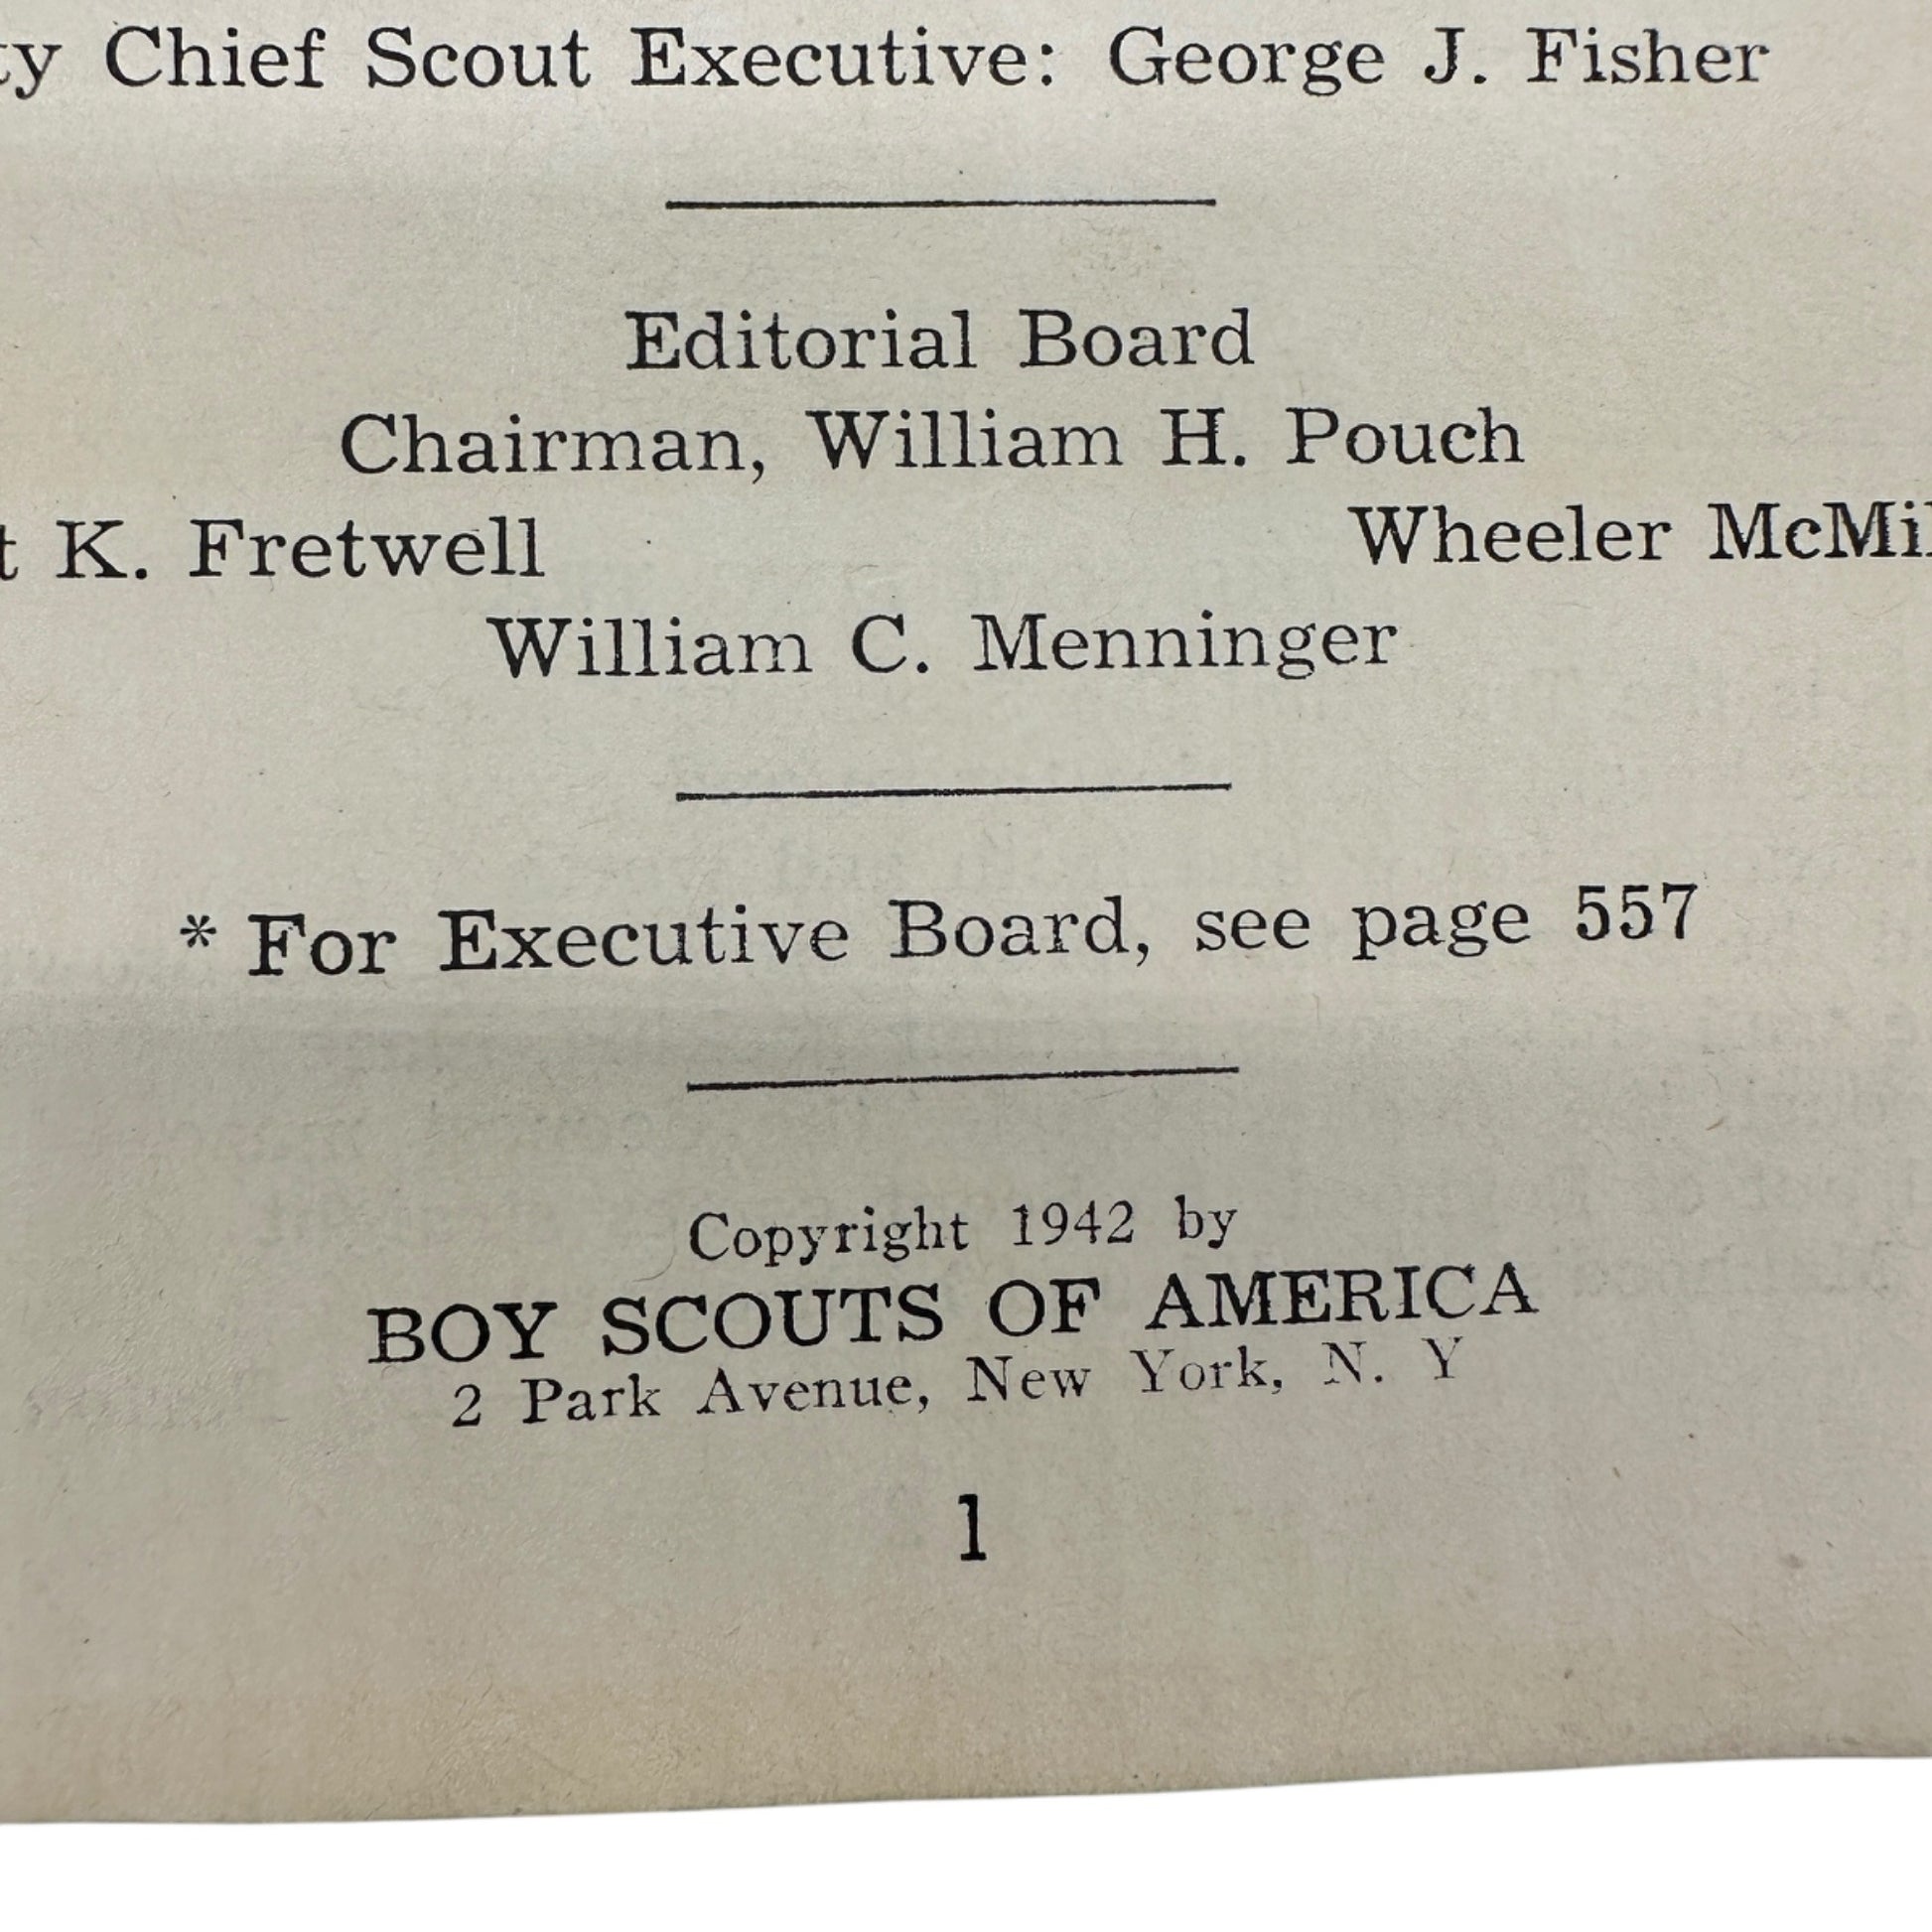 Chief Scout Executive: George J. Fisher
Editorial Board
Chairman, William H. Pouch
K. Fretwell Wheeler
William C. Menninger
* For Executive Board, see page 557
Copyright 1942 by
BOY SCOUTS OF AMERICA
2 Park Avenue, New York, N. Y
1